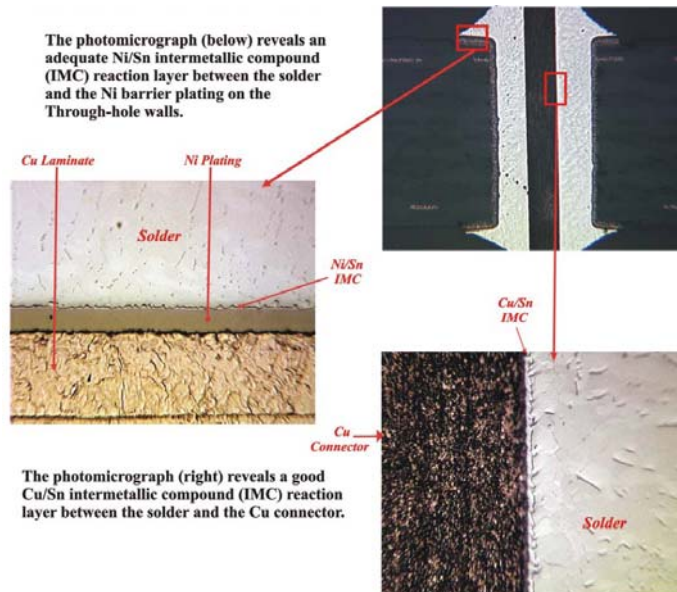 The photomicrograph (below) reveals an
adequate Ni/Sn intermetallic compound
(IMC) reaction layer between the solder
and the Ni barrier plating on the
Through-hole walls.
Cu Laminate
Ni Plating
Solder
Ni/Sn
IMC
Cu/Sn
IMC
Cu
Connector
Solder
The photomicrograph (right) reveals a good
Cu/Sn intermetallic compound (IMC) reaction
layer between the solder and the Cu connector.